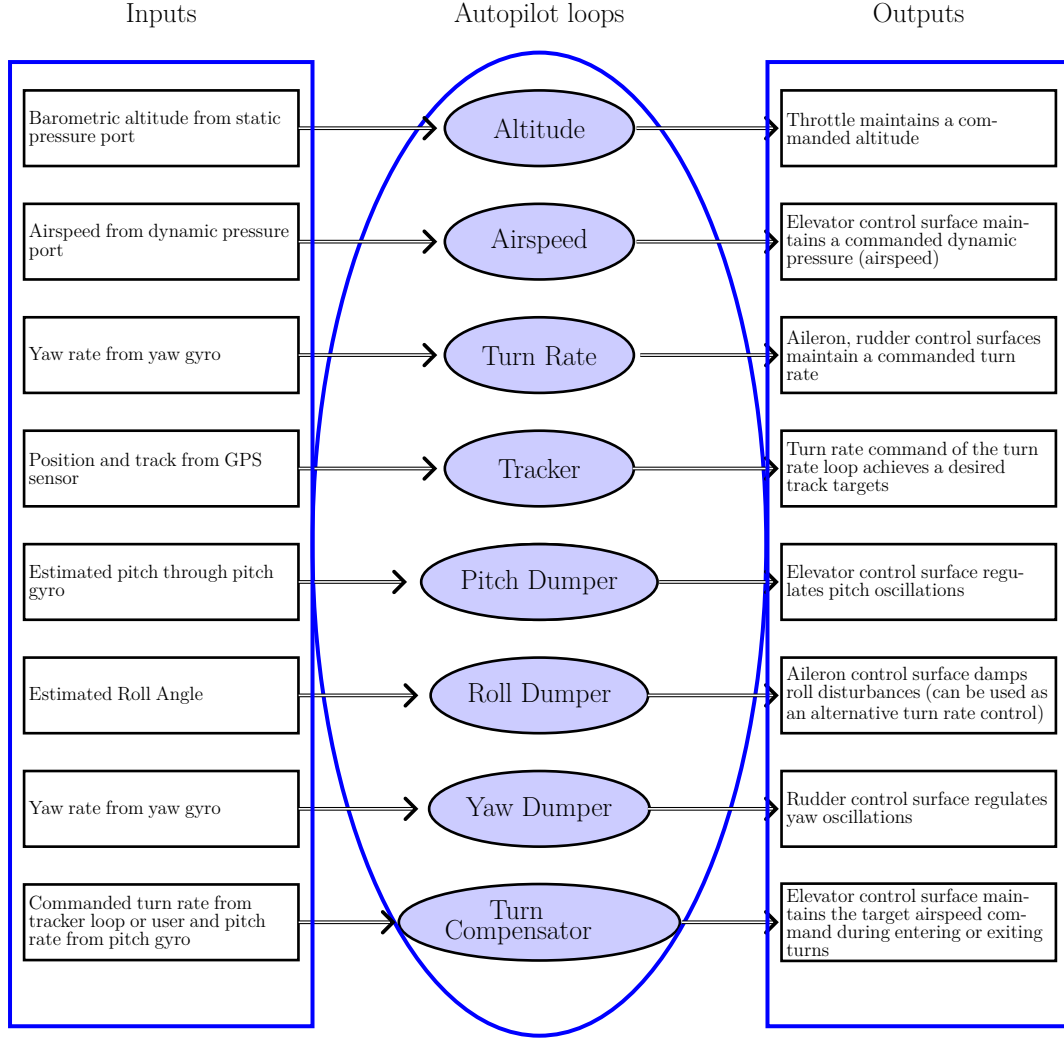 Inputs
Autopilot loops
Outputs
Barometric altitude from static
pressure port
Altitude
Throttle maintains a com-
manded altitude
Airspeed from dynamic pressure
port
Airspeed
Elevator control surface main-
tains a commanded dynamic
pressure (airspeed)
Yaw rate from yaw gyro
Turn Rate
Aileron, rudder control surfaces
maintain a commanded turn
rate
Position and track from GPS
sensor
Tracker
Turn rate command of the turn
rate loop achieves a desired
track targets
Estimated pitch through pitch
gyro
Pitch Dumper
Elevator control surface regu-
lates pitch oscillations
Estimated Roll Angle
Roll Dumper
Aileron control surface damps
roll disturbances (can be used as
an alternative turn rate control)
Yaw rate from yaw gyro
Yaw Dumper
Rudder control surface regulates
yaw oscillations
Commanded turn rate from
tracker loop or user and pitch
rate from pitch gyro
Turn
Compensator
Elevator control surface main-
tains the target airspeed com-
mand during entering or exiting
turns